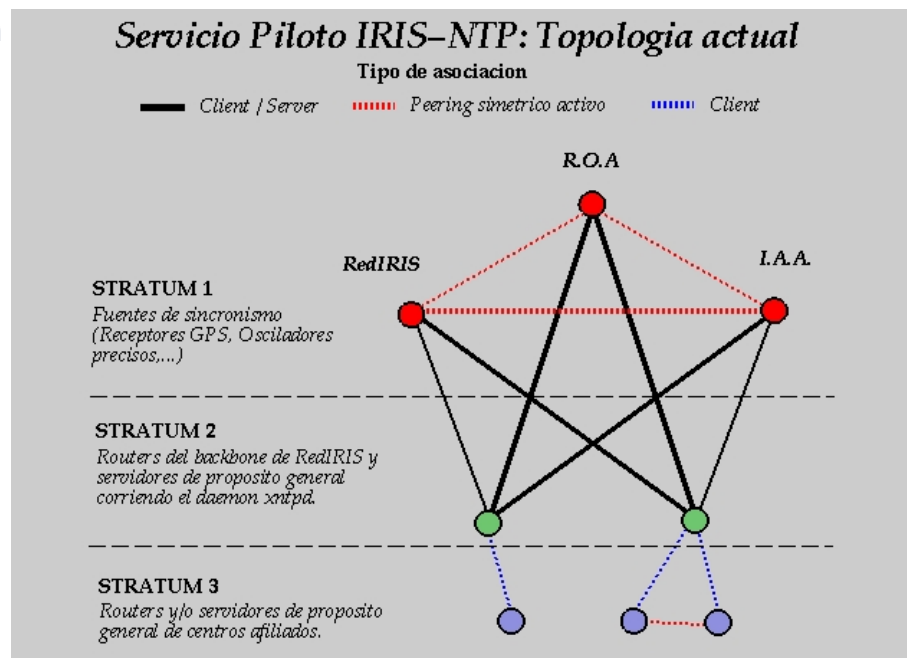 Servicio Piloto IRIS–NTP: Topologia actual
Tipo de asociacion
Client / Server
Peering simetrico activo
Client
R.O.A
RedIRIS
I.A.A.
STRATUM 1
Fuentes de sincronismo
(Receptores GPS, Osciladores
precisos,...)
STRATUM 2
Routers del backbone de RedIRIS y
servidores de proposito general
corriendo el daemon xntpd.
STRATUM 3
Routers y/o servidores de proposito
general de centros afiliados.